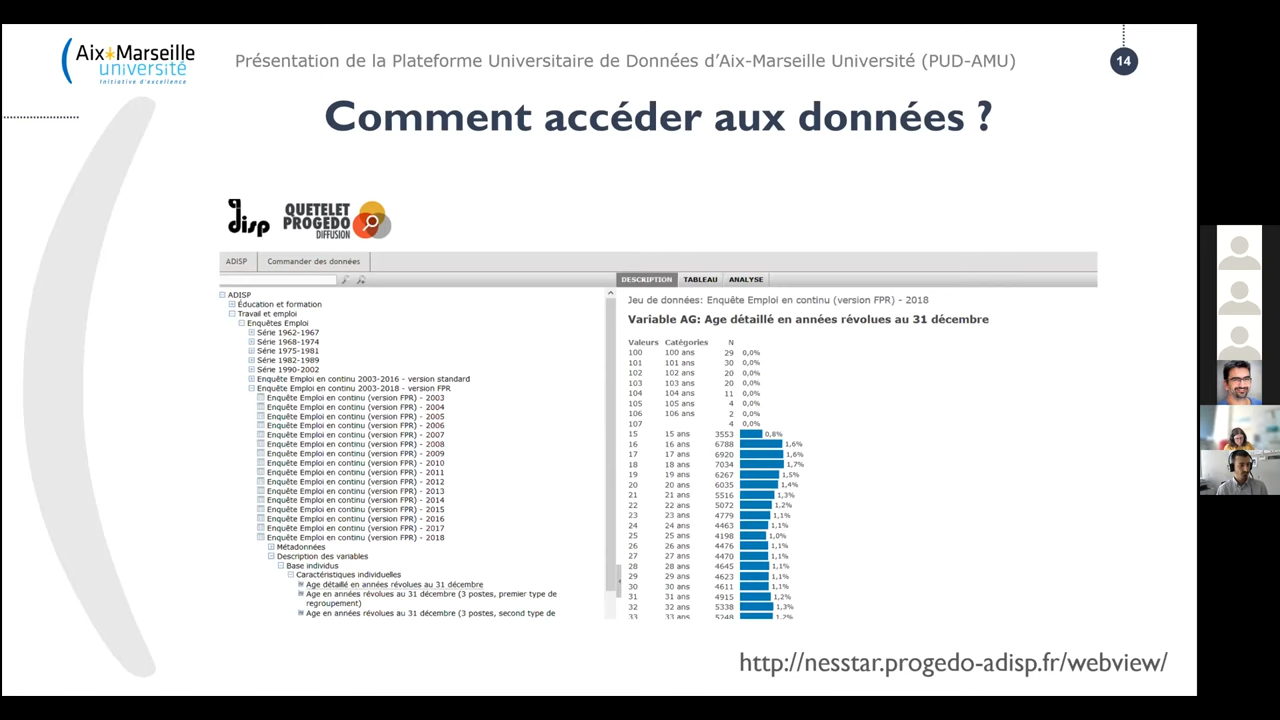 Aix*Marseille
université
Initiative d'excellence
Présentation de la Plateforme Universitaire de Données d'Aix-Marseille Université (PUD-AMU)
14
Comment accéder aux données ?
adisp
QUETELET
PROGEDO
DIFFUSION
ADISP
Commander des données
DESCRIPTION TABLEAU ANALYSE
ADISP
Éducation et formation
Travail et emploi
Enquêtes Emploi
Série 1962-1967
Série 1968-1974
Série 1975-1981
Série 1982-1989
Série 1990-2002
Enquête Emploi en continu 2003-2016 - version standard
Enquête Emploi en continu 2003-2018 - version FPR
Enquête Emploi en continu (version FPR) - 2003
Enquête Emploi en continu (version FPR) - 2004
Enquête Emploi en continu (version FPR) - 2005
Enquête Emploi en continu (version FPR) - 2006
Enquête Emploi en continu (version FPR) - 2007
Enquête Emploi en continu (version FPR) - 2008
Enquête Emploi en continu (version FPR) - 2009
Enquête Emploi en continu (version FPR) - 2010
Enquête Emploi en continu (version FPR) - 2011
Enquête Emploi en continu (version FPR) - 2012
Enquête Emploi en continu (version FPR) - 2013
Enquête Emploi en continu (version FPR) - 2014
Enquête Emploi en continu (version FPR) - 2015
Enquête Emploi en continu (version FPR) - 2016
Enquête Emploi en continu (version FPR) - 2017
Enquête Emploi en continu (version FPR) - 2018
Métadonnées
Description des variables
Base individus
Caractéristiques individuelles
Age détaillé en années révolues au 31 décembre
Age en années révolues au 31 décembre (3 postes, premier type de
regroupement)
Age en années révolues au 31 décembre (3 postes, second type de
Jeu de données: Enquête Emploi en continu (version FPR) - 2018
Variable AG: Age détaillé en années révolues au 31 décembre
Valeurs Catégories N
100 100 ans 29 0,0%
101 101 ans 30 0,0%
102 102 ans 20 0,0%
103 103 ans 20 0,0%
104 104 ans 11 0,0%
105 105 ans 4 0,0%
106 106 ans 2 0,0%
107 4 0,0%
15 15 ans 3553 0,8%
16 16 ans 6788 1,6%
17 17 ans 6920 1,6%
18 18 ans 7034 1,7%
19 19 ans 6267 1,5%
20 20 ans 6035 1,4%
21 21 ans 5516 1,3%
22 22 ans 5072 1,2%
23 23 ans 4779 1,1%
24 24 ans 4463 1,1%
25 25 ans 4198 1,0%
26 26 ans 4476 1,1%
27 27 ans 4470 1,1%
28 28 ans 4645 1,1%
29 29 ans 4623 1,1%
30 30 ans 4611 1,1%
31 31 ans 4915 1,2%
32 32 ans 5338 1,3%
33 33 ans 5248 1,2%
http://nesstar.progedo-adisp.fr/webview/